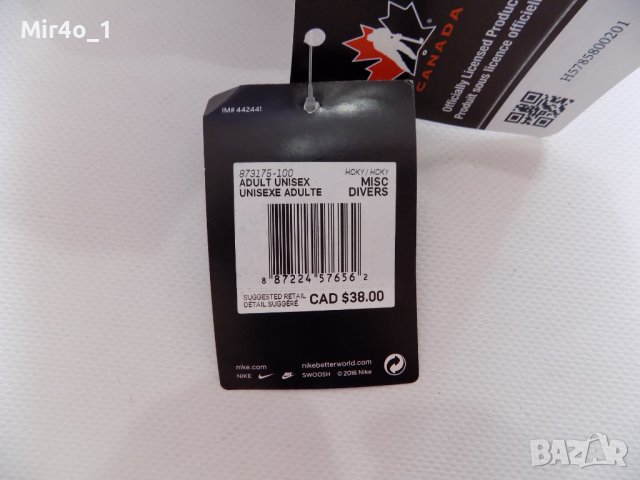 Mir4o_1
CANADA
Officially Licensed Product
Produit sous licence officielle
H5785800201
IM# 442441
873175-100
HCKY / HCKY
ADULT UNISEX
MISC
UNISEXE ADULTE
DIVERS
8 87224 57656 2
SUGGESTED RETAIL
DÉTAIL SUGGÉRÉ
CAD $38.00
nike.com
nikebetterworld.com
NIKE
SWOOSH © 2016 Nike
BAZAR